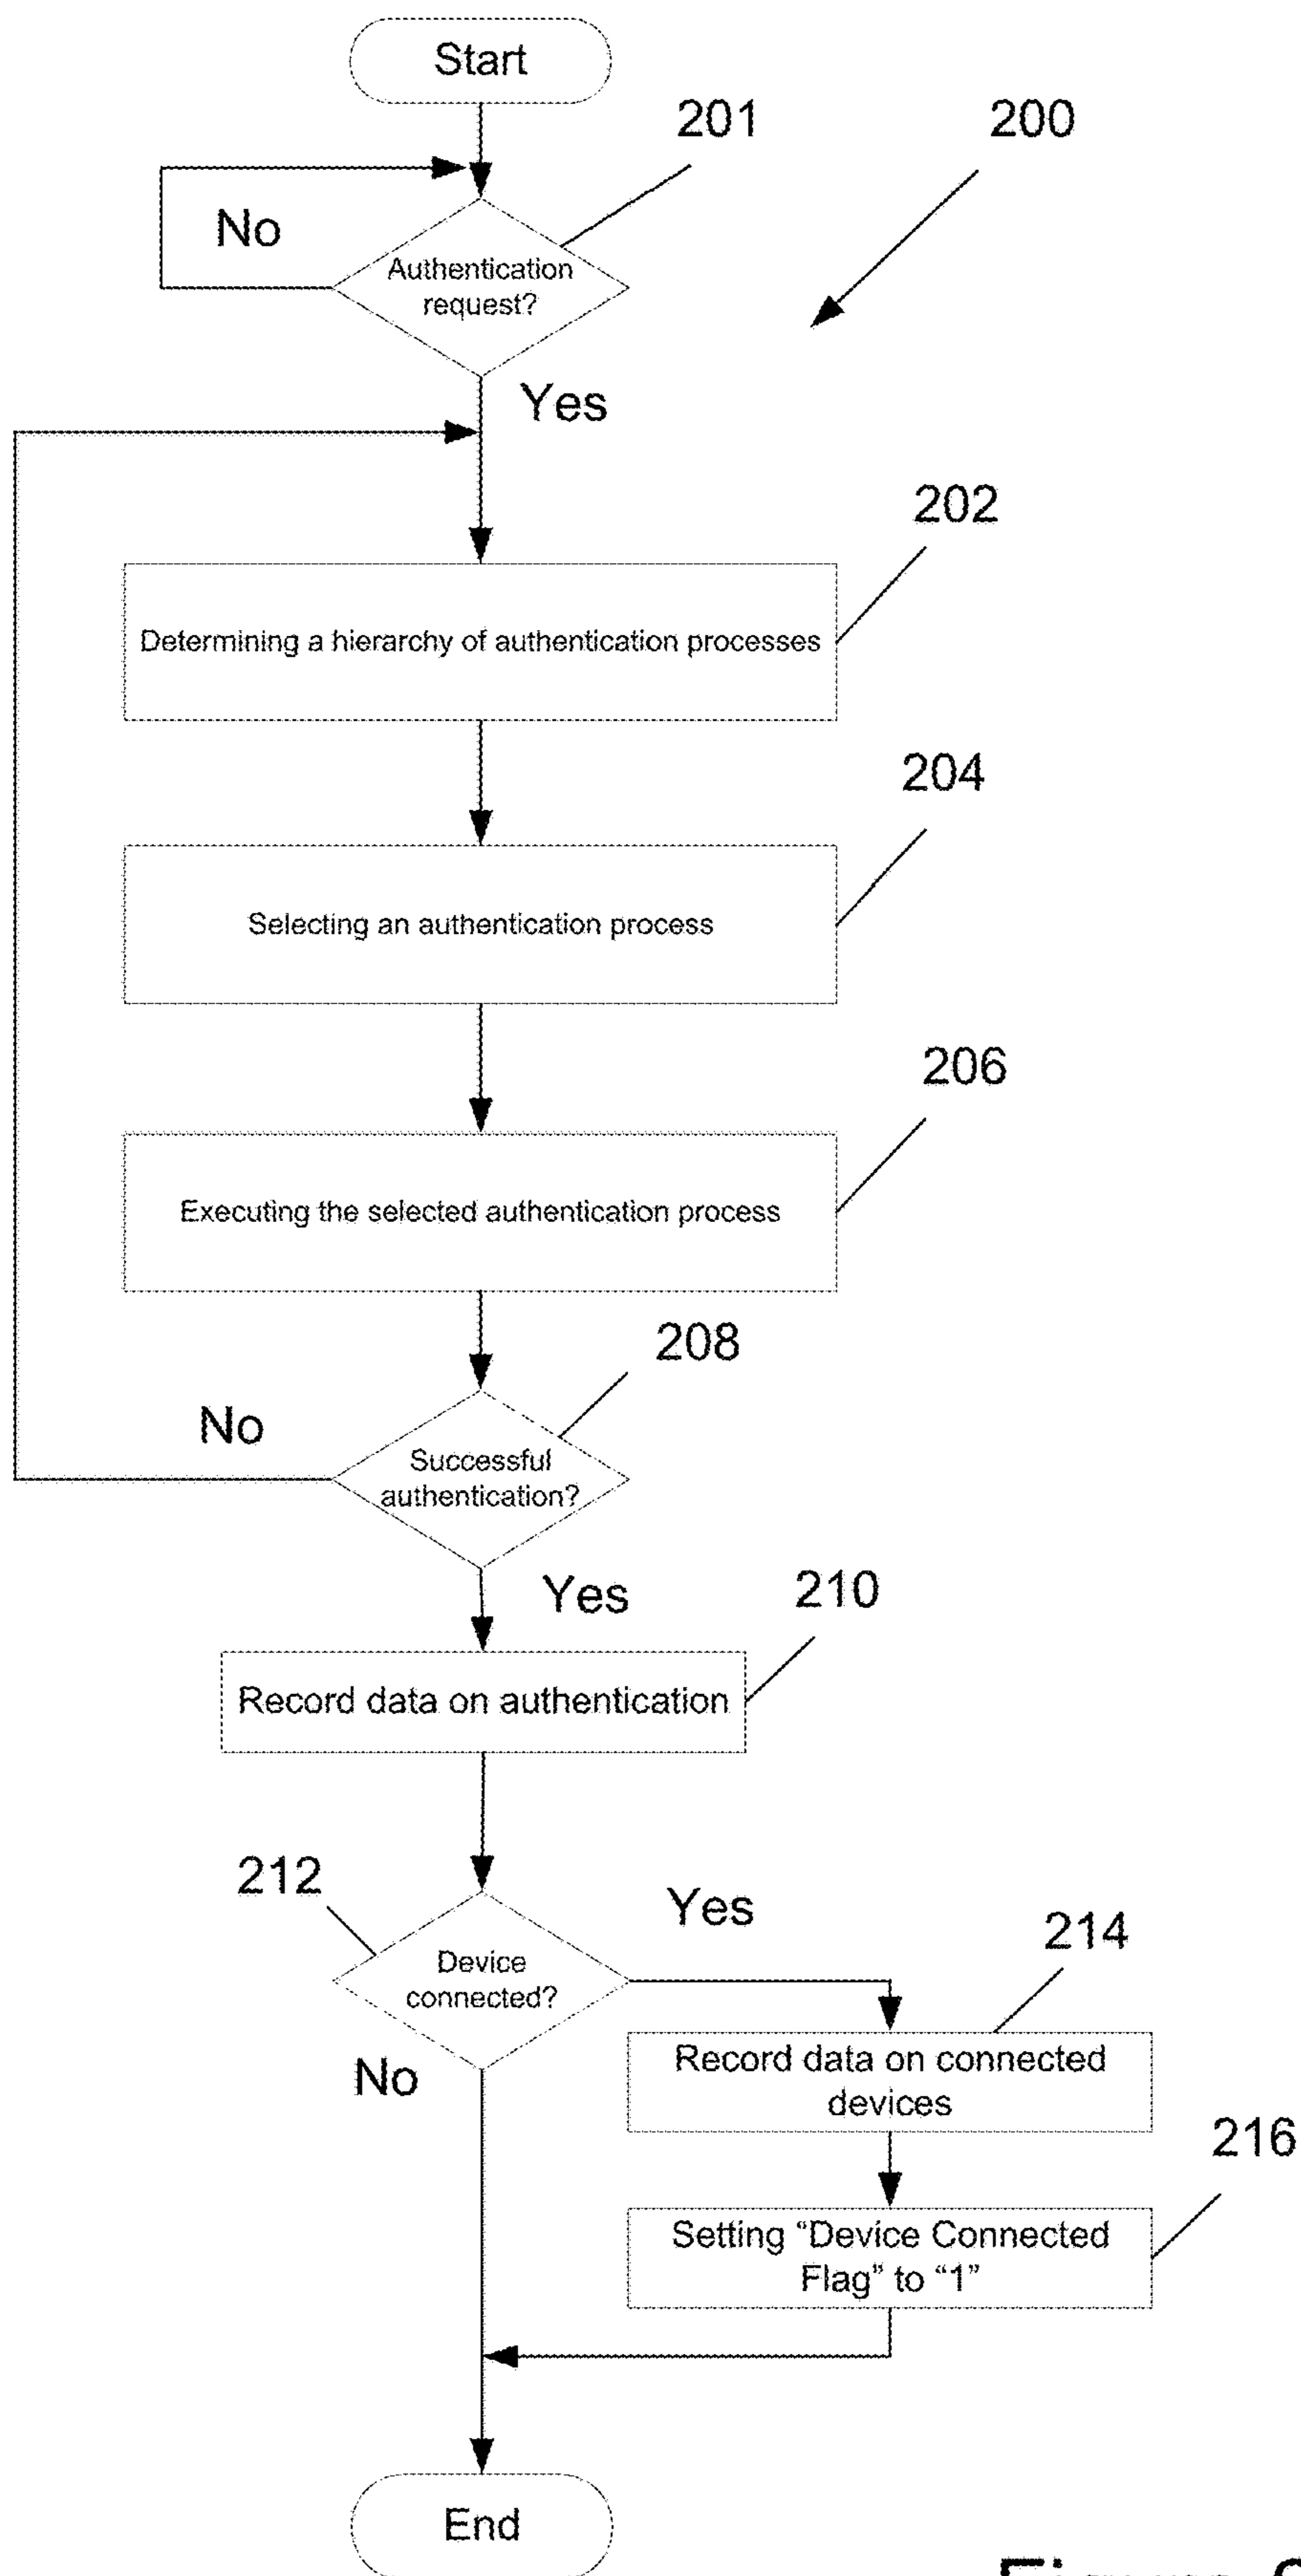 Start
201
200
No
Authentication
request?
Yes
202
Determining a hierarchy of authentication processes
204
Selecting an authentication process
206
Executing the selected authentication process
208
No
Successful
authentication?
Yes
210
Record data on authentication
212
Yes
Device
connected?
214
No
Record data on connected
devices
216
Setting “Device Connected
Flag” to “1”
End